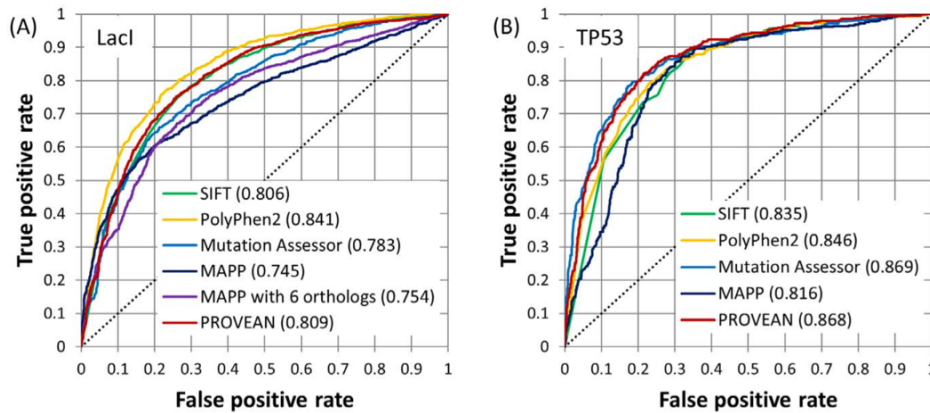 (A)
LacI
True positive rate
1
0.9
0.8
0.7
0.6
0.5
0.4
0.3
0.2
0.1
0
SIFT (0.806)
PolyPhen2 (0.841)
Mutation Assessor (0.783)
MAPP (0.745)
MAPP with 6 orthologs (0.754)
PROVEAN (0.809)
0 0.1 0.2 0.3 0.4 0.5 0.6 0.7 0.8 0.9 1
False positive rate
(B)
TP53
True positive rate
1
0.9
0.8
0.7
0.6
0.5
0.4
0.3
0.2
0.1
0
SIFT (0.835)
PolyPhen2 (0.846)
Mutation Assessor (0.869)
MAPP (0.816)
PROVEAN (0.868)
0 0.1 0.2 0.3 0.4 0.5 0.6 0.7 0.8 0.9 1
False positive rate